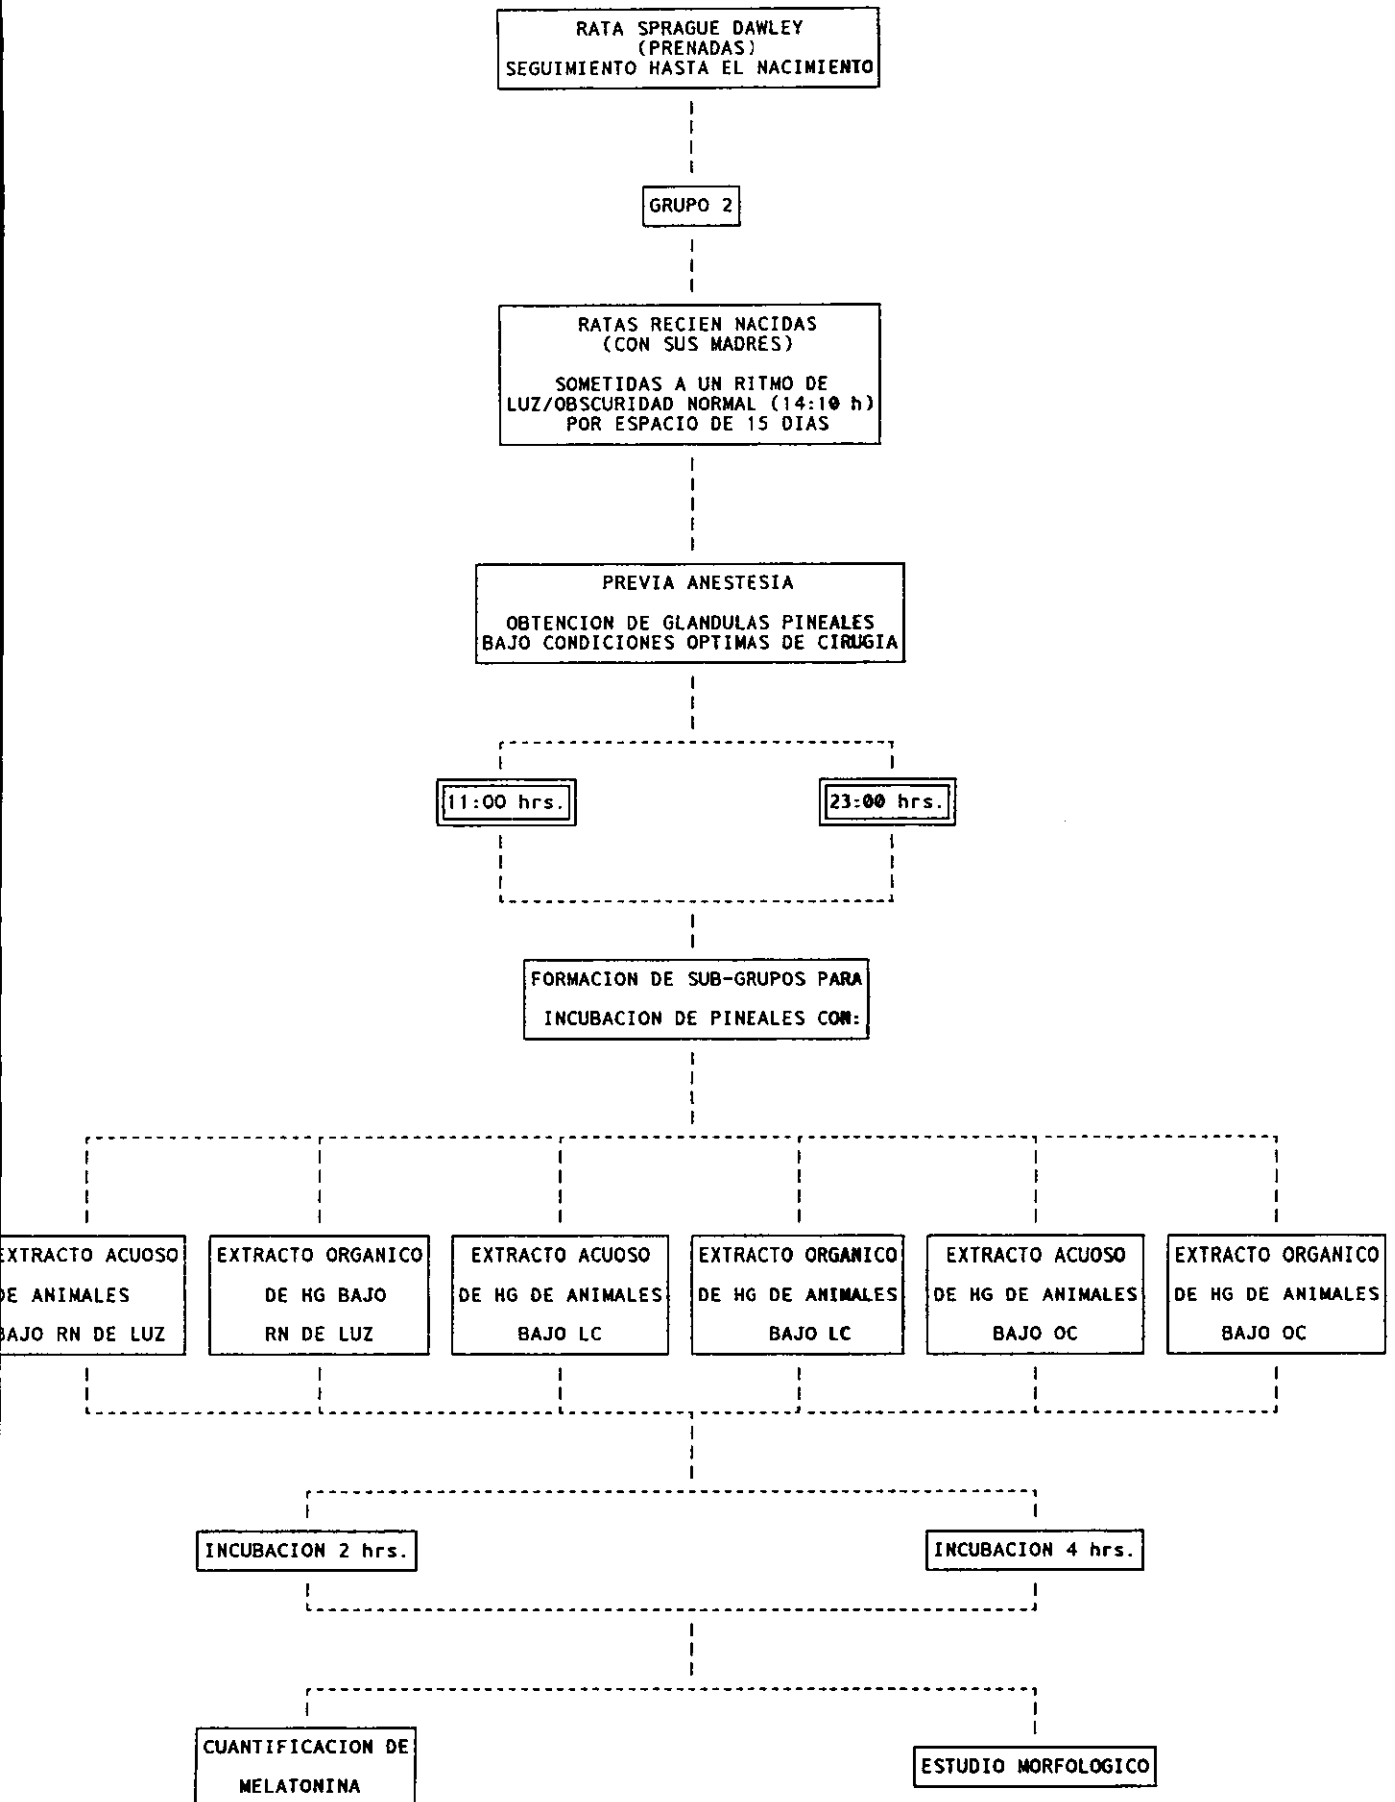 RATA SPRAGUE DAWLEY
(PRENADAS)
SEGUIMIENTO HASTA EL NACIMIENTO
GRUPO 2
RATAS RECIEN NACIDAS
(CON SUS MADRES)
SOMETIDAS A UN RITMO DE
LUZ/OBSCURIDAD NORMAL (14:10 h)
POR ESPACIO DE 15 DIAS
PREVIA ANESTESIA
OBTENCION DE GLANDULAS PINEALES
BAJO CONDICIONES OPTIMAS DE CIRUGIA
11:00 hrs.
23:00 hrs.
FORMACION DE SUB-GRUPOS PARA
INCUBACION DE PINEALES CON:
EXTRACTO ACUOSO
DE ANIMALES
BAJO RN DE LUZ
EXTRACTO ORGANICO
DE HG BAJO
RN DE LUZ
EXTRACTO ACUOSO
DE HG DE ANIMALES
BAJO LC
EXTRACTO ORGANICO
DE HG DE ANIMALES
BAJO LC
EXTRACTO ACUOSO
DE HG DE ANIMALES
BAJO OC
EXTRACTO ORGANICO
DE HG DE ANIMALES
BAJO OC
INCUBACION 2 hrs.
INCUBACION 4 hrs.
CUANTIFICACION DE
MELATONINA
ESTUDIO MORFOLOGICO